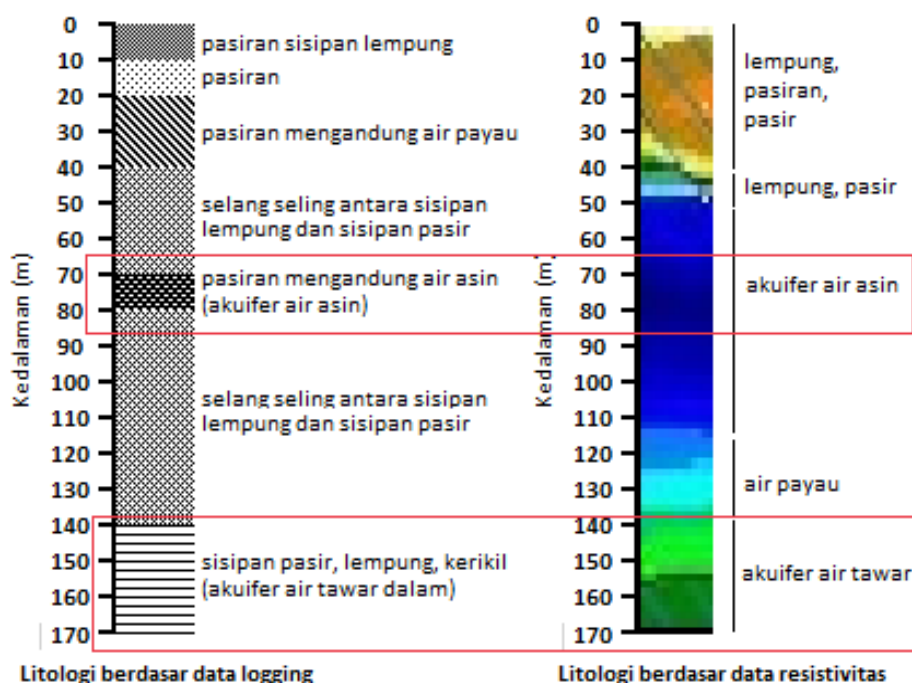 Kedalaman (m)
0
10
20
30
40
50
60
70
80
90
100
110
120
130
140
150
160
170
pasiran sisipan lempung
pasiran
pasiran mengandung air payau
selang seling antara sisipan
lempung dan sisipan pasir
pasiran mengandung air asin
(akuifer air asin)
selang seling antara sisipan
lempung dan sisipan pasir
sisipan pasir, lempung, kerikil
(akuifer air tawar dalam)
Litologi berdasar data logging
Kedalaman (m)
0
10
20
30
40
50
60
70
80
90
100
110
120
130
140
150
160
170
lempung,
pasiran,
pasir
lempung, pasir
akuifer air asin
air payau
akuifer air tawar
Litologi berdasar data resistivitas